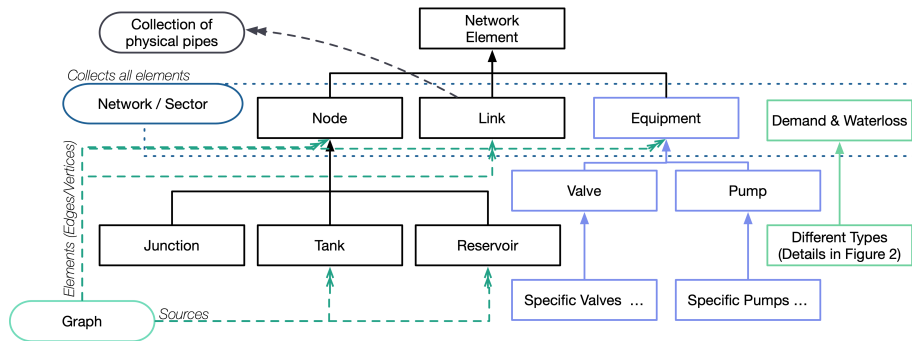 Collection of
physical pipes
Network
Element
Collects all elements
Network / Sector
Node
Link
Equipment
Demand & Waterloss
Elements (Edges/Vertices)
Valve
Pump
Junction
Tank
Reservoir
Different Types
(Details in Figure 2)
Specific Valves …
Specific Pumps …
Graph
Sources